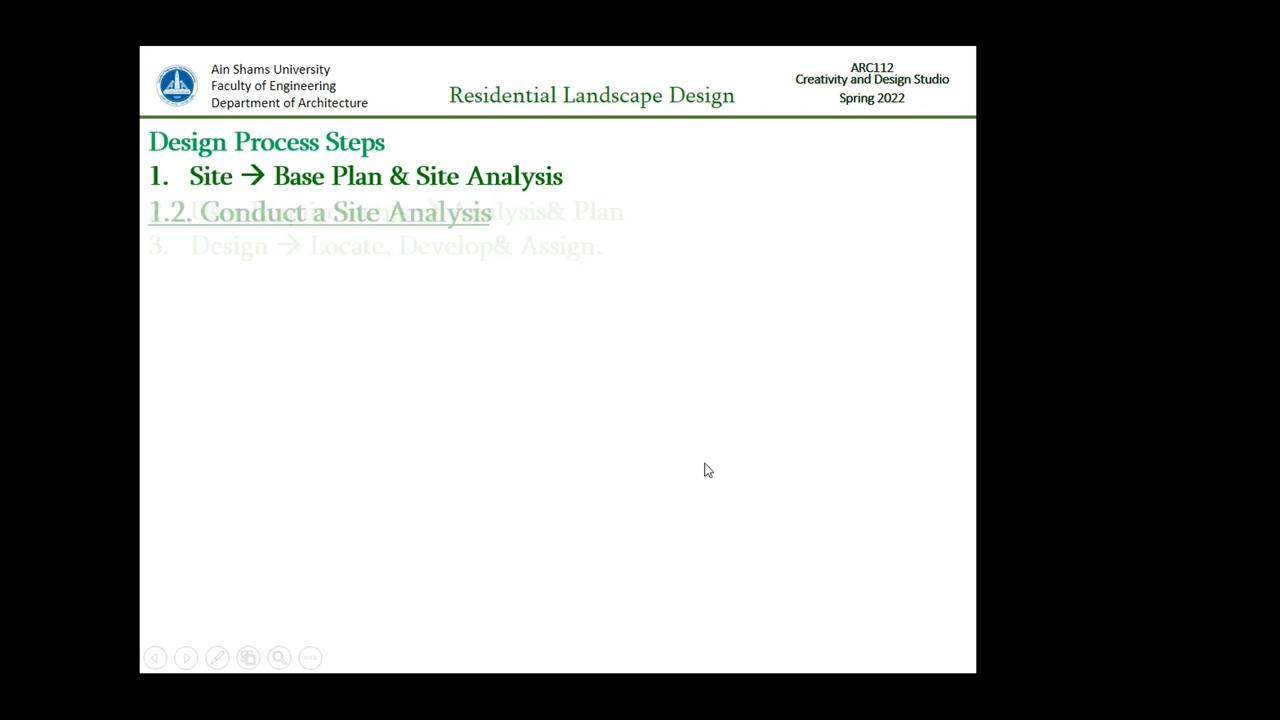 Ain Shams University
Faculty of Engineering
Department of Architecture
Residential Landscape Design
ARC112
Creativity and Design Studio
Spring 2022
Design Process Steps
1. Site → Base Plan & Site Analysis
1.2. Conduct a Site Analysis
Analysis& Plan
3. Design → Locate, Develop& Assign.